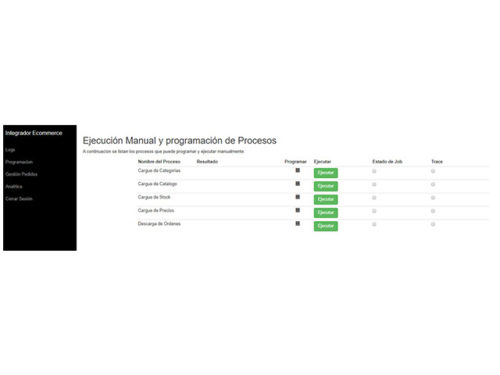 Integrador Ecommerce
Logs
Programación
Gestión Pedidos
Analítica
Cerrar Sesión
Ejecución Manual y programación de Procesos
A continuacion se listan los procesos que puede programar y ejecutar manualmente
Nombre del Proceso Resultado Programar Ejecutar Estado de Job Trace
Cargue de Categorías Ejecutar
Cargue de Catalogo Ejecutar
Cargue de Stock Ejecutar
Cargue de Precios Ejecutar
Descarga de Ordenes Ejecutar